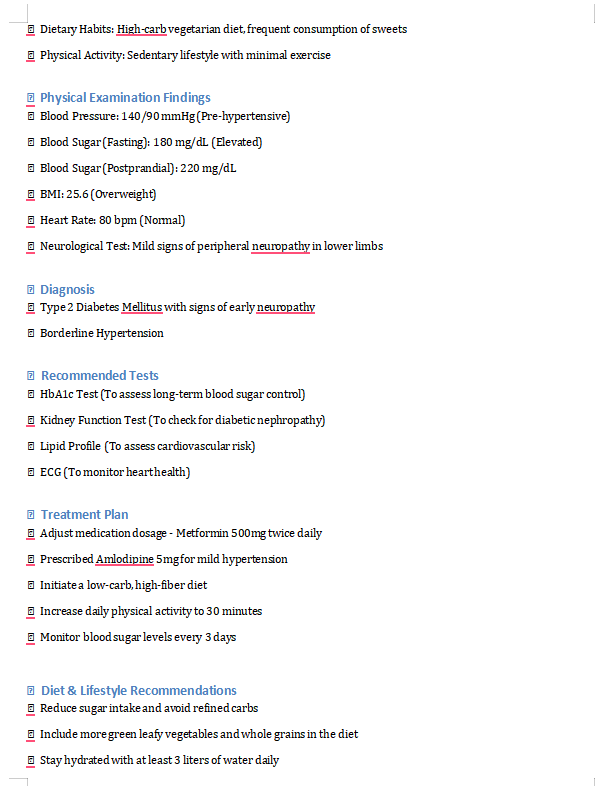 Dietary Habits: High-carb vegetarian diet, frequent consumption of sweets
Physical Activity: Sedentary lifestyle with minimal exercise
Physical Examination Findings
Blood Pressure: 140/90 mmHg (Pre-hypertensive)
Blood Sugar (Fasting): 180 mg/dL (Elevated)
Blood Sugar (Postprandial): 220 mg/dL
BMI: 25.6 (Overweight)
Heart Rate: 80 bpm (Normal)
Neurological Test: Mild signs of peripheral neuropathy in lower limbs
Diagnosis
Type 2 Diabetes Mellitus with signs of early neuropathy
Borderline Hypertension
Recommended Tests
HbA1c Test (To assess long-term blood sugar control)
Kidney Function Test (To check for diabetic nephropathy)
Lipid Profile (To assess cardiovascular risk)
ECG (To monitor heart health)
Treatment Plan
Adjust medication dosage - Metformin 500mg twice daily
Prescribed Amlodipine 5mg for mild hypertension
Initiate a low-carb, high-fiber diet
Increase daily physical activity to 30 minutes
Monitor blood sugar levels every 3 days
Diet & Lifestyle Recommendations
Reduce sugar intake and avoid refined carbs
Include more green leafy vegetables and whole grains in the diet
Stay hydrated with at least 3 liters of water daily